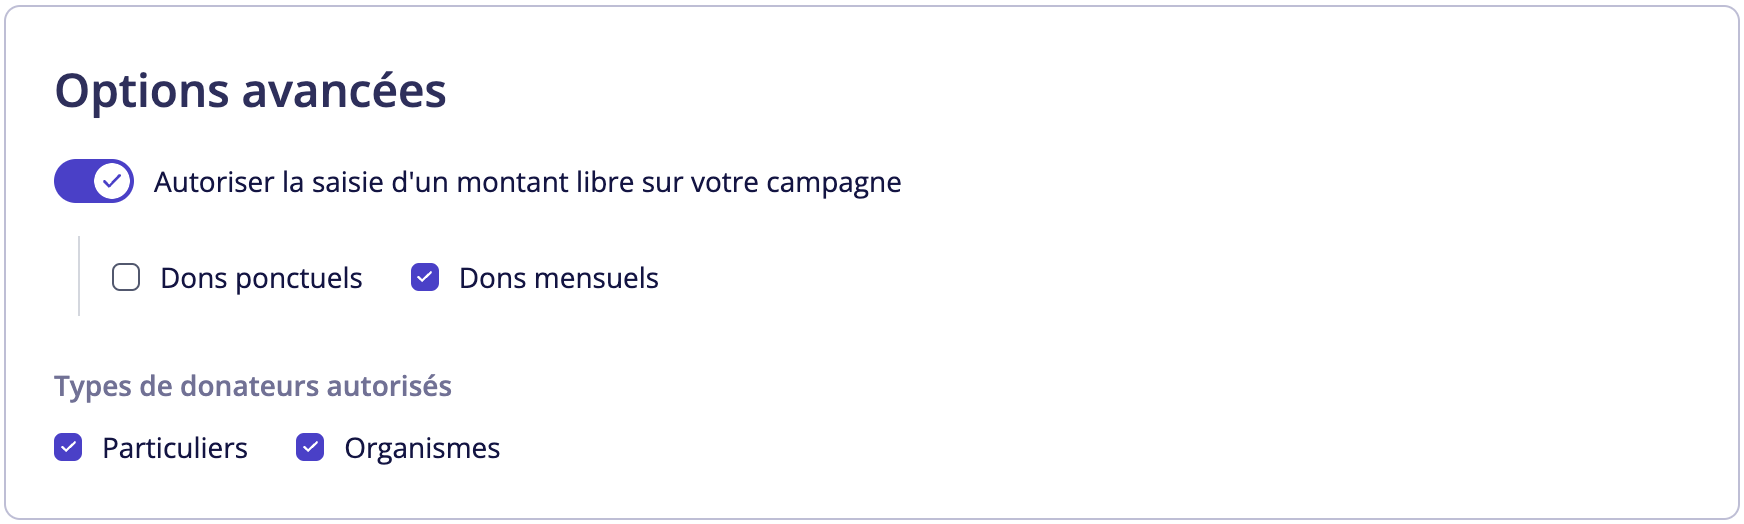 Options avancées
Autoriser la saisie d'un montant libre sur votre campagne
Dons ponctuels Dons mensuels
Types de donateurs autorisés
Particuliers Organismes